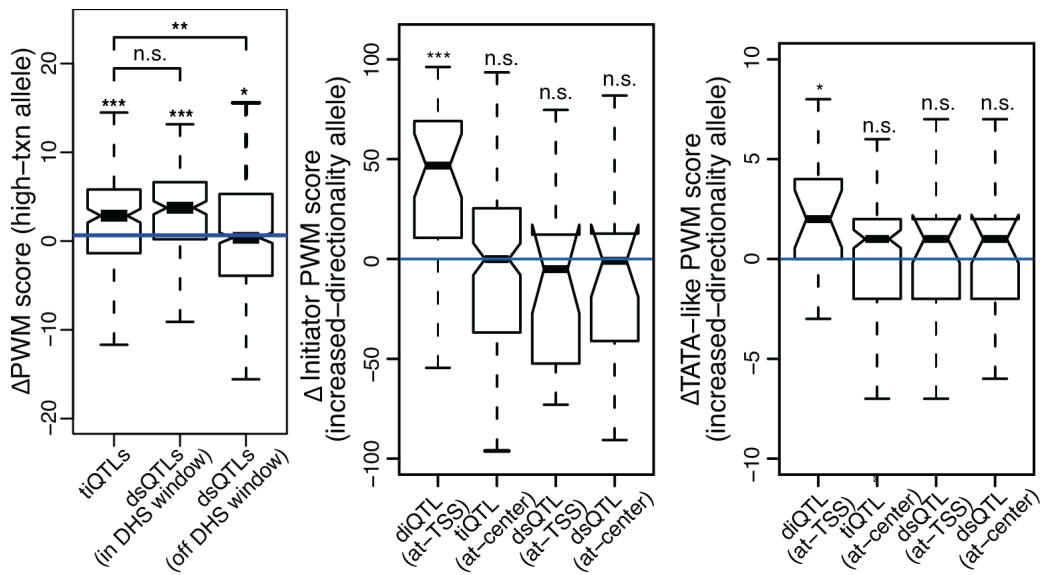 ΔPWM score (high−txn allele)
20
10
0
−10
−20
**
n.s.
***
***
*
tiQTLs
dsQTLs
(in DHS window)
dsQTLs
(off DHS window)
Δ Initiator PWM score
(increased−directionality allele)
100
50
0
−50
−100
***
n.s.
n.s.
n.s.
diQTL
(at−TSS)
tiQTL
(at−center)
dsQTL
(at−TSS)
dsQTL
(at−center)
ΔTATA−like PWM score
(increased−directionality allele)
10
5
0
−5
−10
*
n.s.
n.s.
n.s.
diQTL
(at−TSS)
tiQTL
(at−center)
dsQTL
(at−TSS)
dsQTL
(at−center)